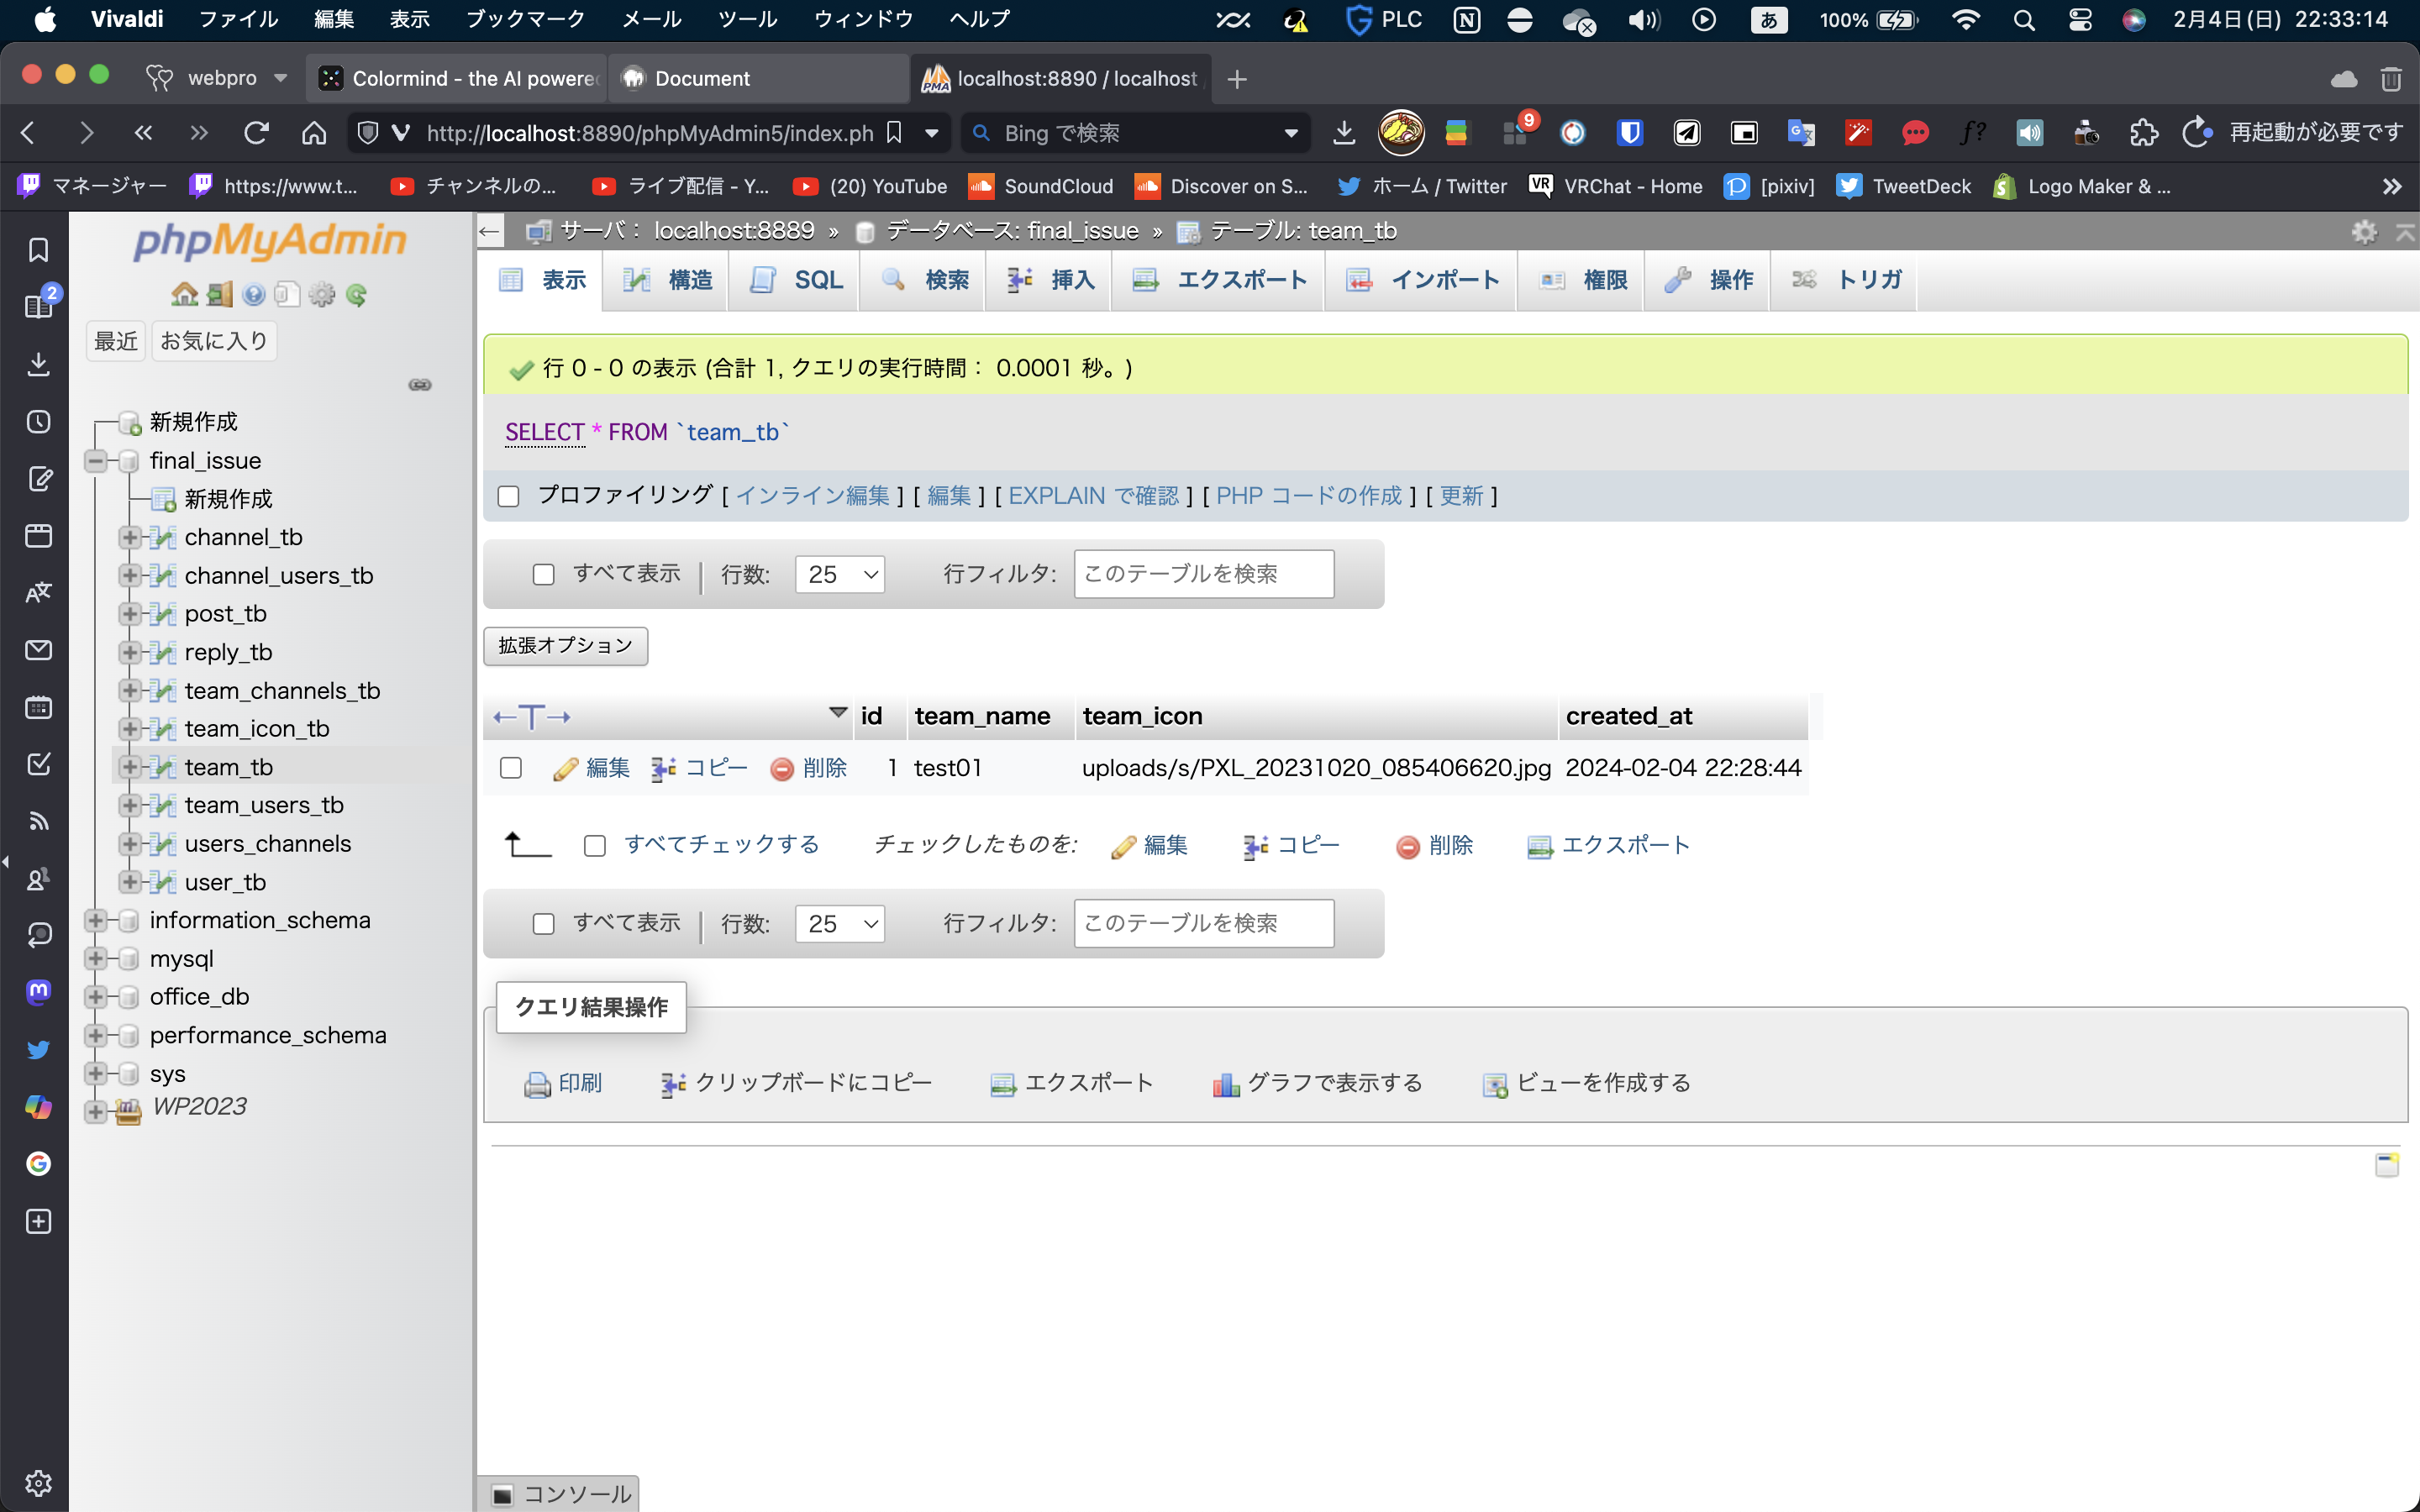 Vivaldi ファイル 編集 表示 ブックマーク メール ツール ウィンドウ ヘルプ PLC あ 100% 2月4日(日) 22:33:14
webpro Colormind - the AI powere Document localhost:8890 / localhost
http://localhost:8890/phpMyAdmin5/index.ph Bing で検索 9 再起動が必要です
マネージャー https://www.t... チャンネルの... ライブ配信 - Y... (20) YouTube SoundCloud Discover on S... ホーム / Twitter VRChat - Home [pixiv] TweetDeck Logo Maker & ...
phpMyAdmin
最近 お気に入り
新規作成
final_issue
新規作成
channel_tb
channel_users_tb
post_tb
reply_tb
team_channels_tb
team_icon_tb
team_tb
team_users_tb
users_channels
user_tb
information_schema
mysql
office_db
performance_schema
sys
WP2023
2
サーバ: localhost:8889 » データベース: final_issue » テーブル: team_tb
表示 構造 SQL 検索 挿入 エクスポート インポート 権限 操作 トリガ
行 0 - 0 の表示 (合計 1, クエリの実行時間: 0.0001 秒。)
SELECT * FROM `team_tb`
プロファイリング [ インライン編集 ] [ 編集 ] [ EXPLAIN で確認 ] [ PHP コードの作成 ] [ 更新 ]
すべて表示 | 行数: 25 行フィルタ: このテーブルを検索
拡張オプション
←T→ id team_name team_icon created_at
編集 コピー 削除 1 test01 uploads/s/PXL_20231020_085406620.jpg 2024-02-04 22:28:44
すべてチェックする チェックしたものを: 編集 コピー 削除 エクスポート
すべて表示 | 行数: 25 行フィルタ: このテーブルを検索
クエリ結果操作
印刷 クリップボードにコピー エクスポート グラフで表示する ビューを作成する
コンソール